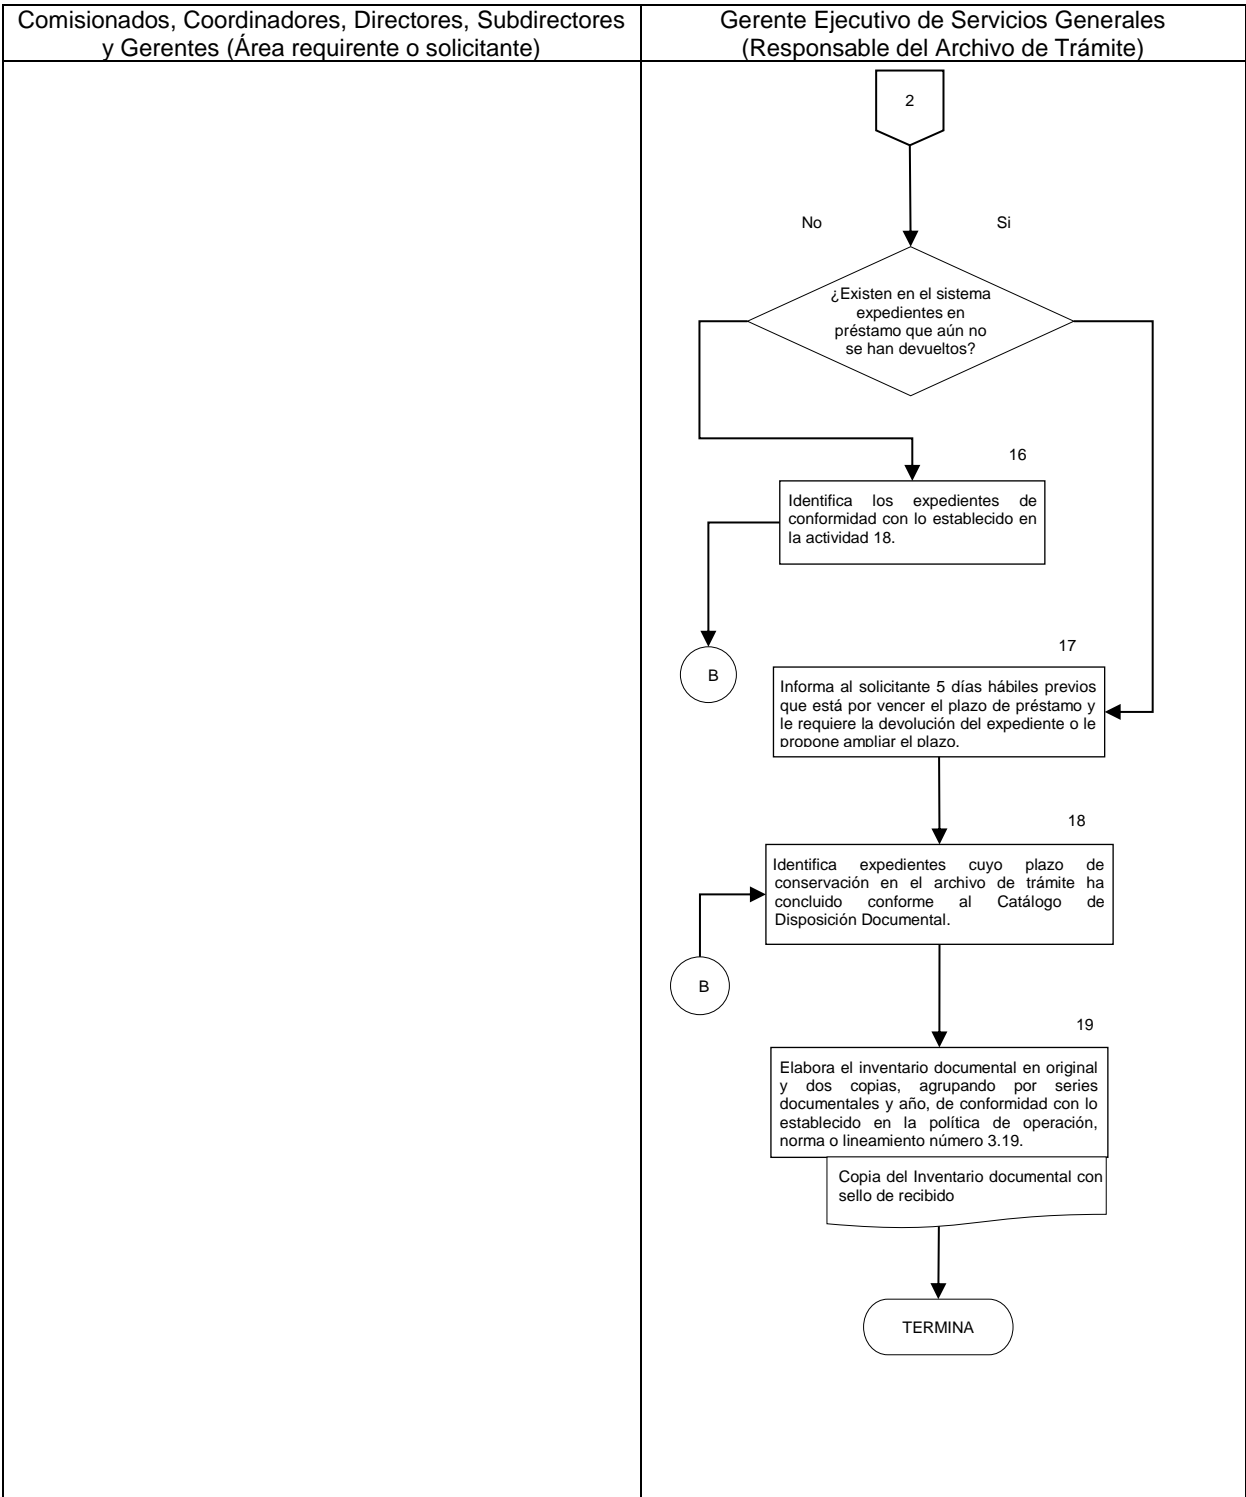 Comisionados, Coordinadores, Directores, Subdirectores
y Gerentes (Área requirente o solicitante)
Gerente Ejecutivo de Servicios Generales
(Responsable del Archivo de Trámite)
2
No
Si
¿Existen en el sistema
expedientes en
préstamo que aún no
se han devueltos?
16
Identifica los expedientes de
conformidad con lo establecido en
la actividad 18.
B
17
Informa al solicitante 5 días hábiles previos
que está por vencer el plazo de préstamo y
le requiere la devolución del expediente o le
propone ampliar el plazo.
18
Identifica expedientes cuyo plazo de
conservación en el archivo de trámite ha
concluido conforme al Catálogo de
Disposición Documental.
B
19
Elabora el inventario documental en original
y dos copias, agrupando por series
documentales y año, de conformidad con lo
establecido en la política de operación,
norma o lineamiento número 3.19.
Copia del Inventario documental con
sello de recibido
TERMINA